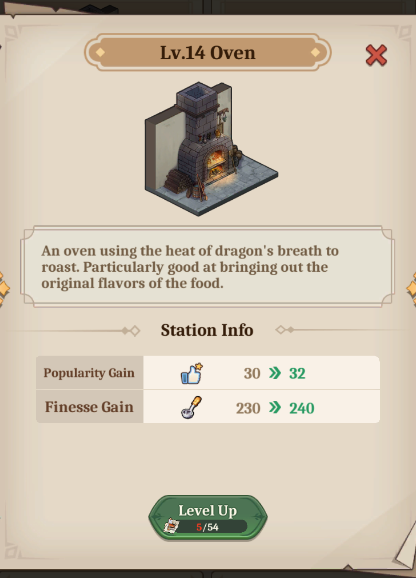 Lv.14 Oven
An oven using the heat of dragon's breath to
roast. Particularly good at bringing out the
original flavors of the food.
Station Info
Popularity Gain 30 » 32
Finesse Gain 230 » 240
Level Up
5/54